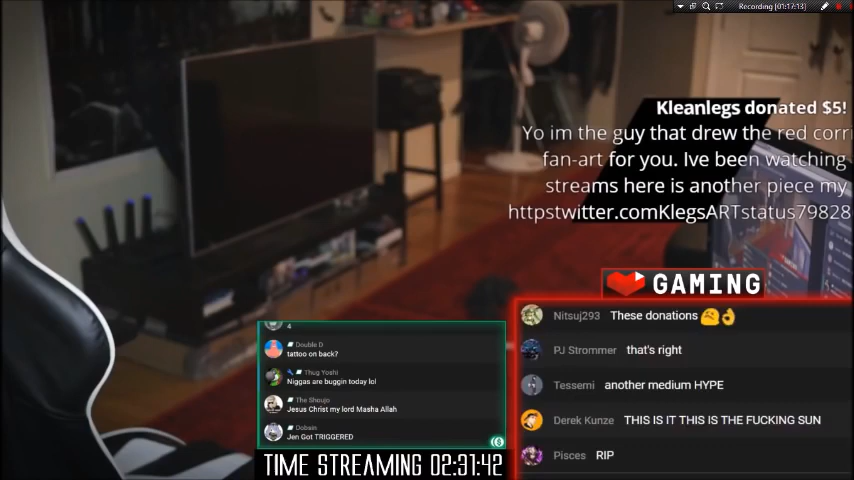 Recording [01:17:13]
Kleanlegs donated $5!
Yo im the guy that drew the red corri
fan-art for you. Ive been watching
streams here is another piece my
httpstwitter.comKlegsARTstatus79828
GAMING
4
Double D
tattoo on back?
Thug Yoshi
Niggas are buggin today lol
The Shoujo
Jesus Christ my lord Masha Allah
Dobsin
Jen Got TRIGGERED
TIME STREAMING 02:31:42
Nitsuj293 These donations 🤔👌
PJ Strommer that's right
Tessemi another medium HYPE
Derek Kunze THIS IS IT THIS IS THE FUCKING SUN
Pisces RIP